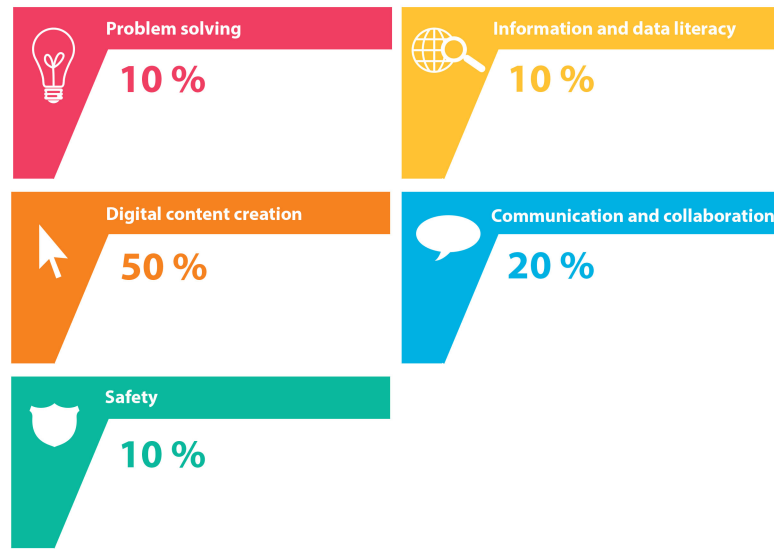 Problem solving
10 %
Information and data literacy
10 %
Digital content creation
50 %
Communication and collaboration
20 %
Safety
10 %